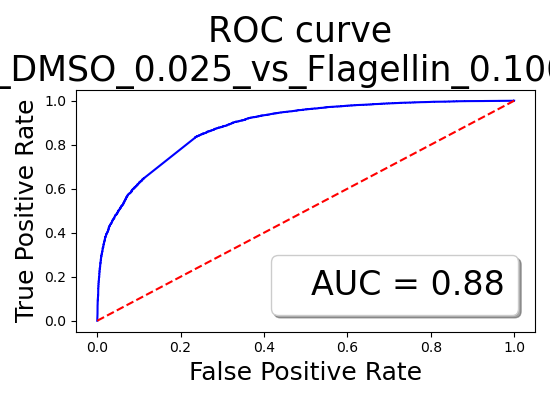 ROC curve
_DMSO_0.025_vs_Flagellin_0.100
True Positive Rate
1.0
0.8
0.6
0.4
0.2
0.0
AUC = 0.88
0.0 0.2 0.4 0.6 0.8 1.0
False Positive Rate